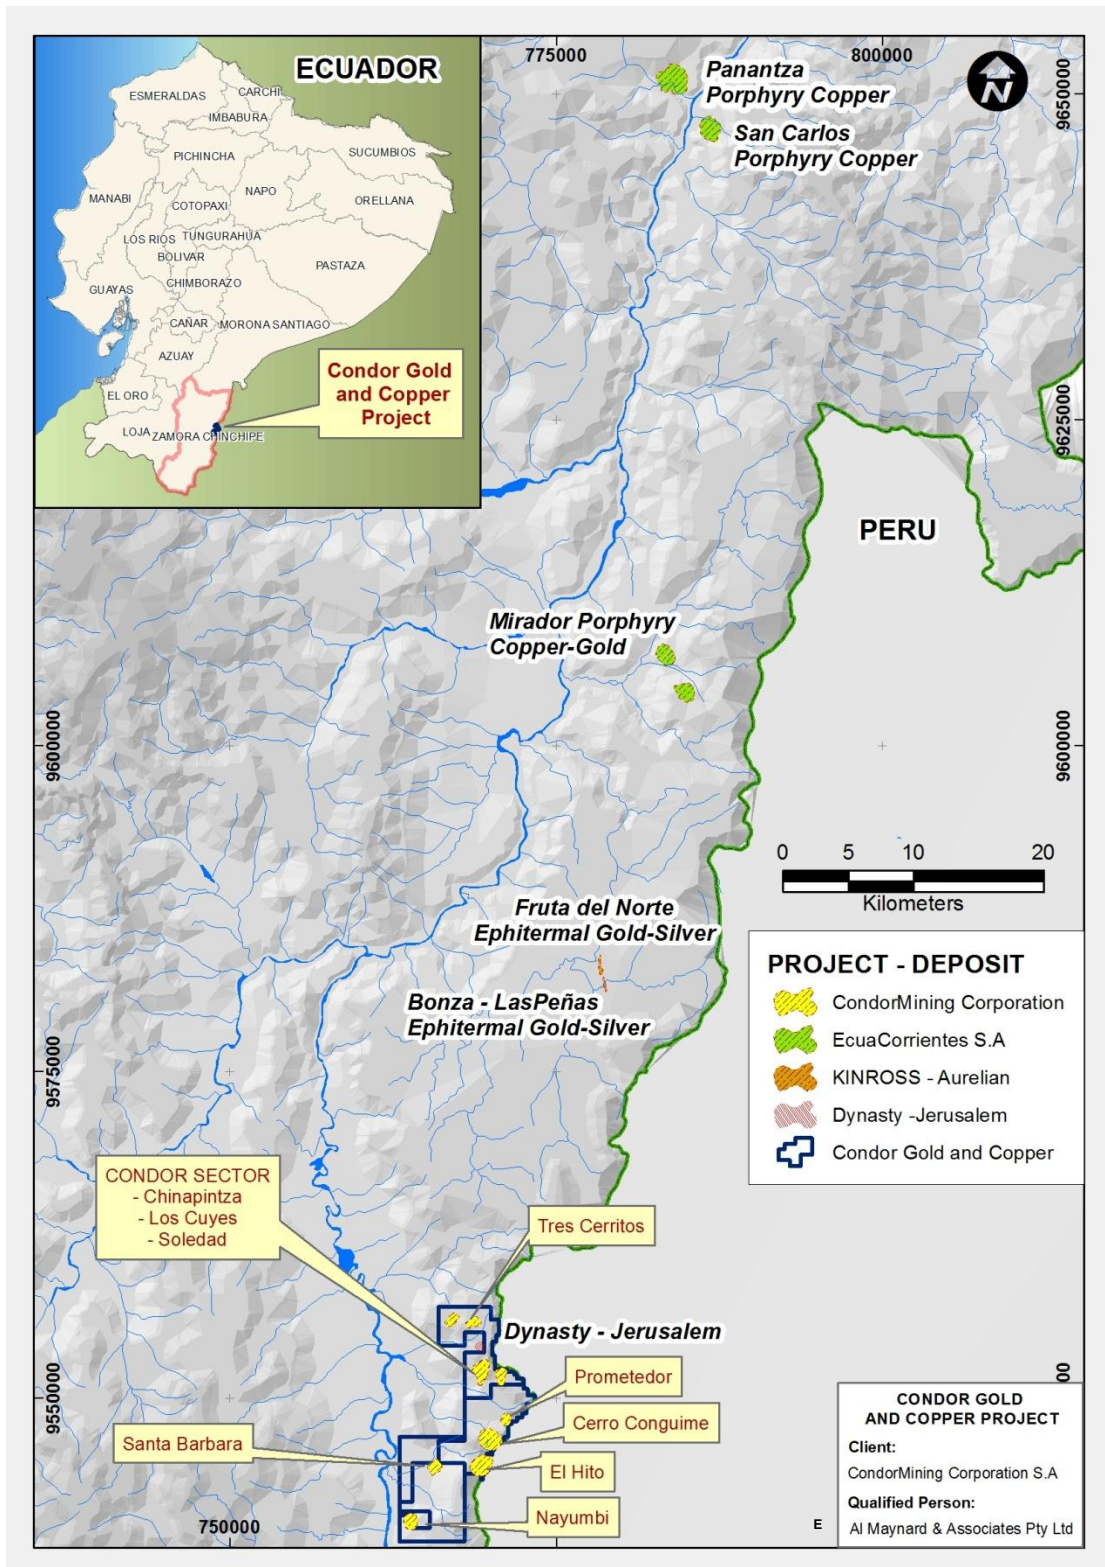 ECUADOR
ESMERALDAS
CARCHI
IMBABURA
PICHINCHA
SUCUMBIOS
MANABI
NAPO
COTOPAXI
ORELLANA
LOS RIOS
TUNGURAHUA
BOLIVAR
PASTAZA
CHIMBORAZO
GUAYAS
CAÑAR
MORONA SANTIAGO
AZUAY
EL ORO
LOJA
ZAMORA CHINCHIPE
Condor Gold
and Copper
Project
775000
800000
N
Panantza
Porphyry Copper
San Carlos
Porphyry Copper
9650000
9625000
PERU
Mirador Porphyry
Copper-Gold
9600000
9600000
0 5 10 20
Kilometers
Fruta del Norte
Ephitermal Gold-Silver
Bonza - LasPeñas
Ephitermal Gold-Silver
9575000
PROJECT - DEPOSIT
CondorMining Corporation
EcuaCorrientes S.A
KINROSS - Aurelian
Dynasty -Jerusalem
Condor Gold and Copper
CONDOR SECTOR
- Chinapintza
- Los Cuyes
- Soledad
Tres Cerritos
Dynasty - Jerusalem
Prometedor
Cerro Conguime
Santa Barbara
El Hito
Nayumbi
9550000
00
750000
E
CONDOR GOLD
AND COPPER PROJECT
Client:
CondorMining Corporation S.A
Qualified Person:
Al Maynard & Associates Pty Ltd